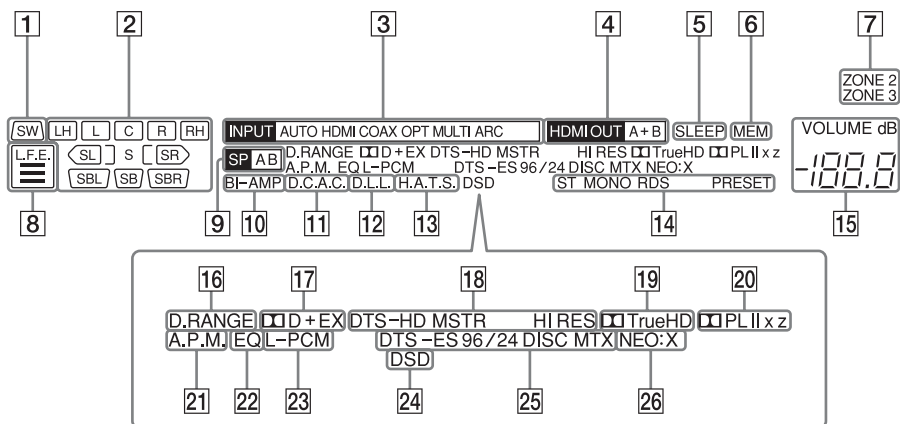 1 2 3 4 5 6 7
ZONE 2
ZONE 3
SW LH L C R RH INPUT AUTO HDMI COAX OPT MULTI ARC HDMI OUT A + B SLEEP MEM VOLUME dB
L.F.E. SL S SR SP A B D.RANGE D + EX DTS-HD MSTR HI RES TrueHD PL II x z
A.P.M. EQ L-PCM DTS -ES 96/24 DISC MTX NEO:X
SBL SB SBR BI-AMP D.C.A.C. D.L.L. H.A.T.S. DSD ST MONO RDS PRESET -188.8
8 9 10 11 12 13 14 15
16 17 18 19 20
D.RANGE D + EX DTS-HD MSTR HI RES TrueHD PL II x z
A.P.M. EQ L-PCM DTS -ES 96/24 DISC MTX NEO:X
DSD
21 22 23 24 25 26